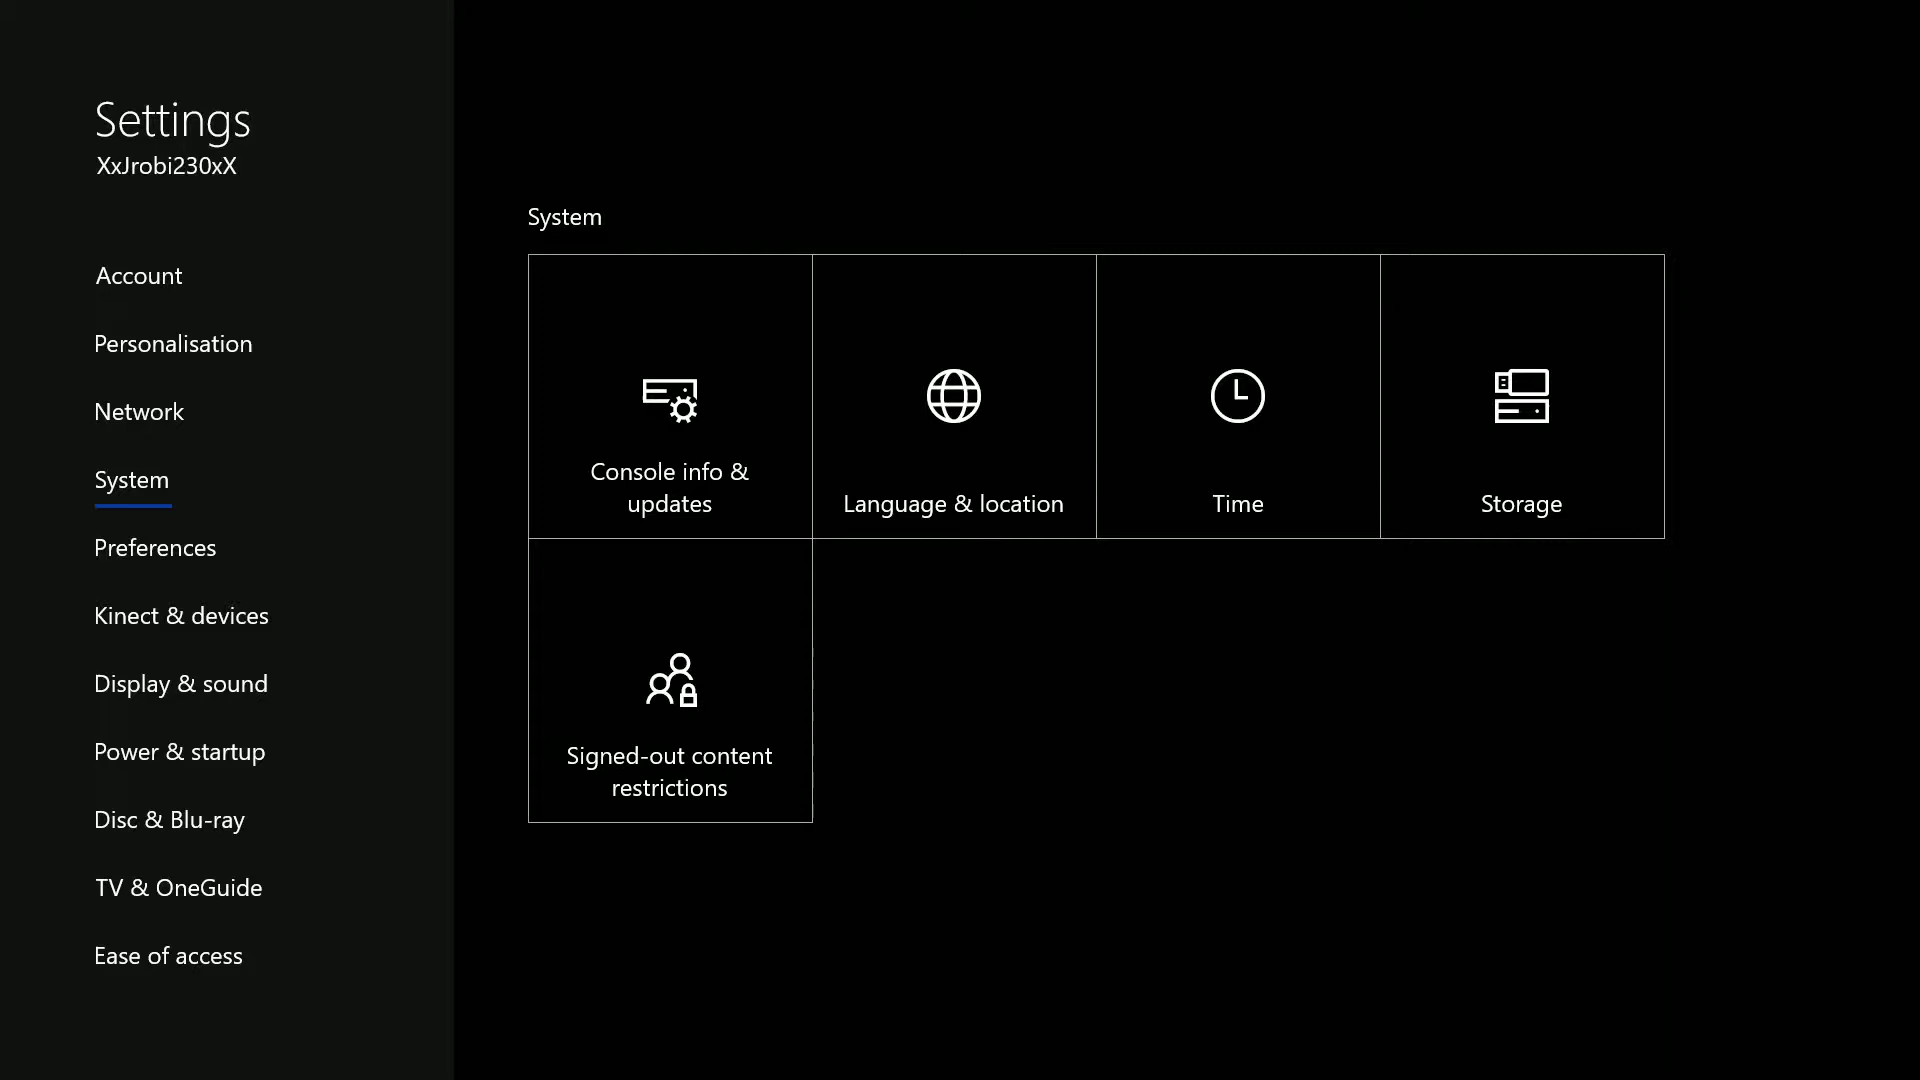 Settings
XxJrobi230xX
Account
Personalisation
Network
System
Preferences
Kinect & devices
Display & sound
Power & startup
Disc & Blu-ray
TV & OneGuide
Ease of access
System
Console info &
updates
Language & location
Time
Storage
Signed-out content
restrictions